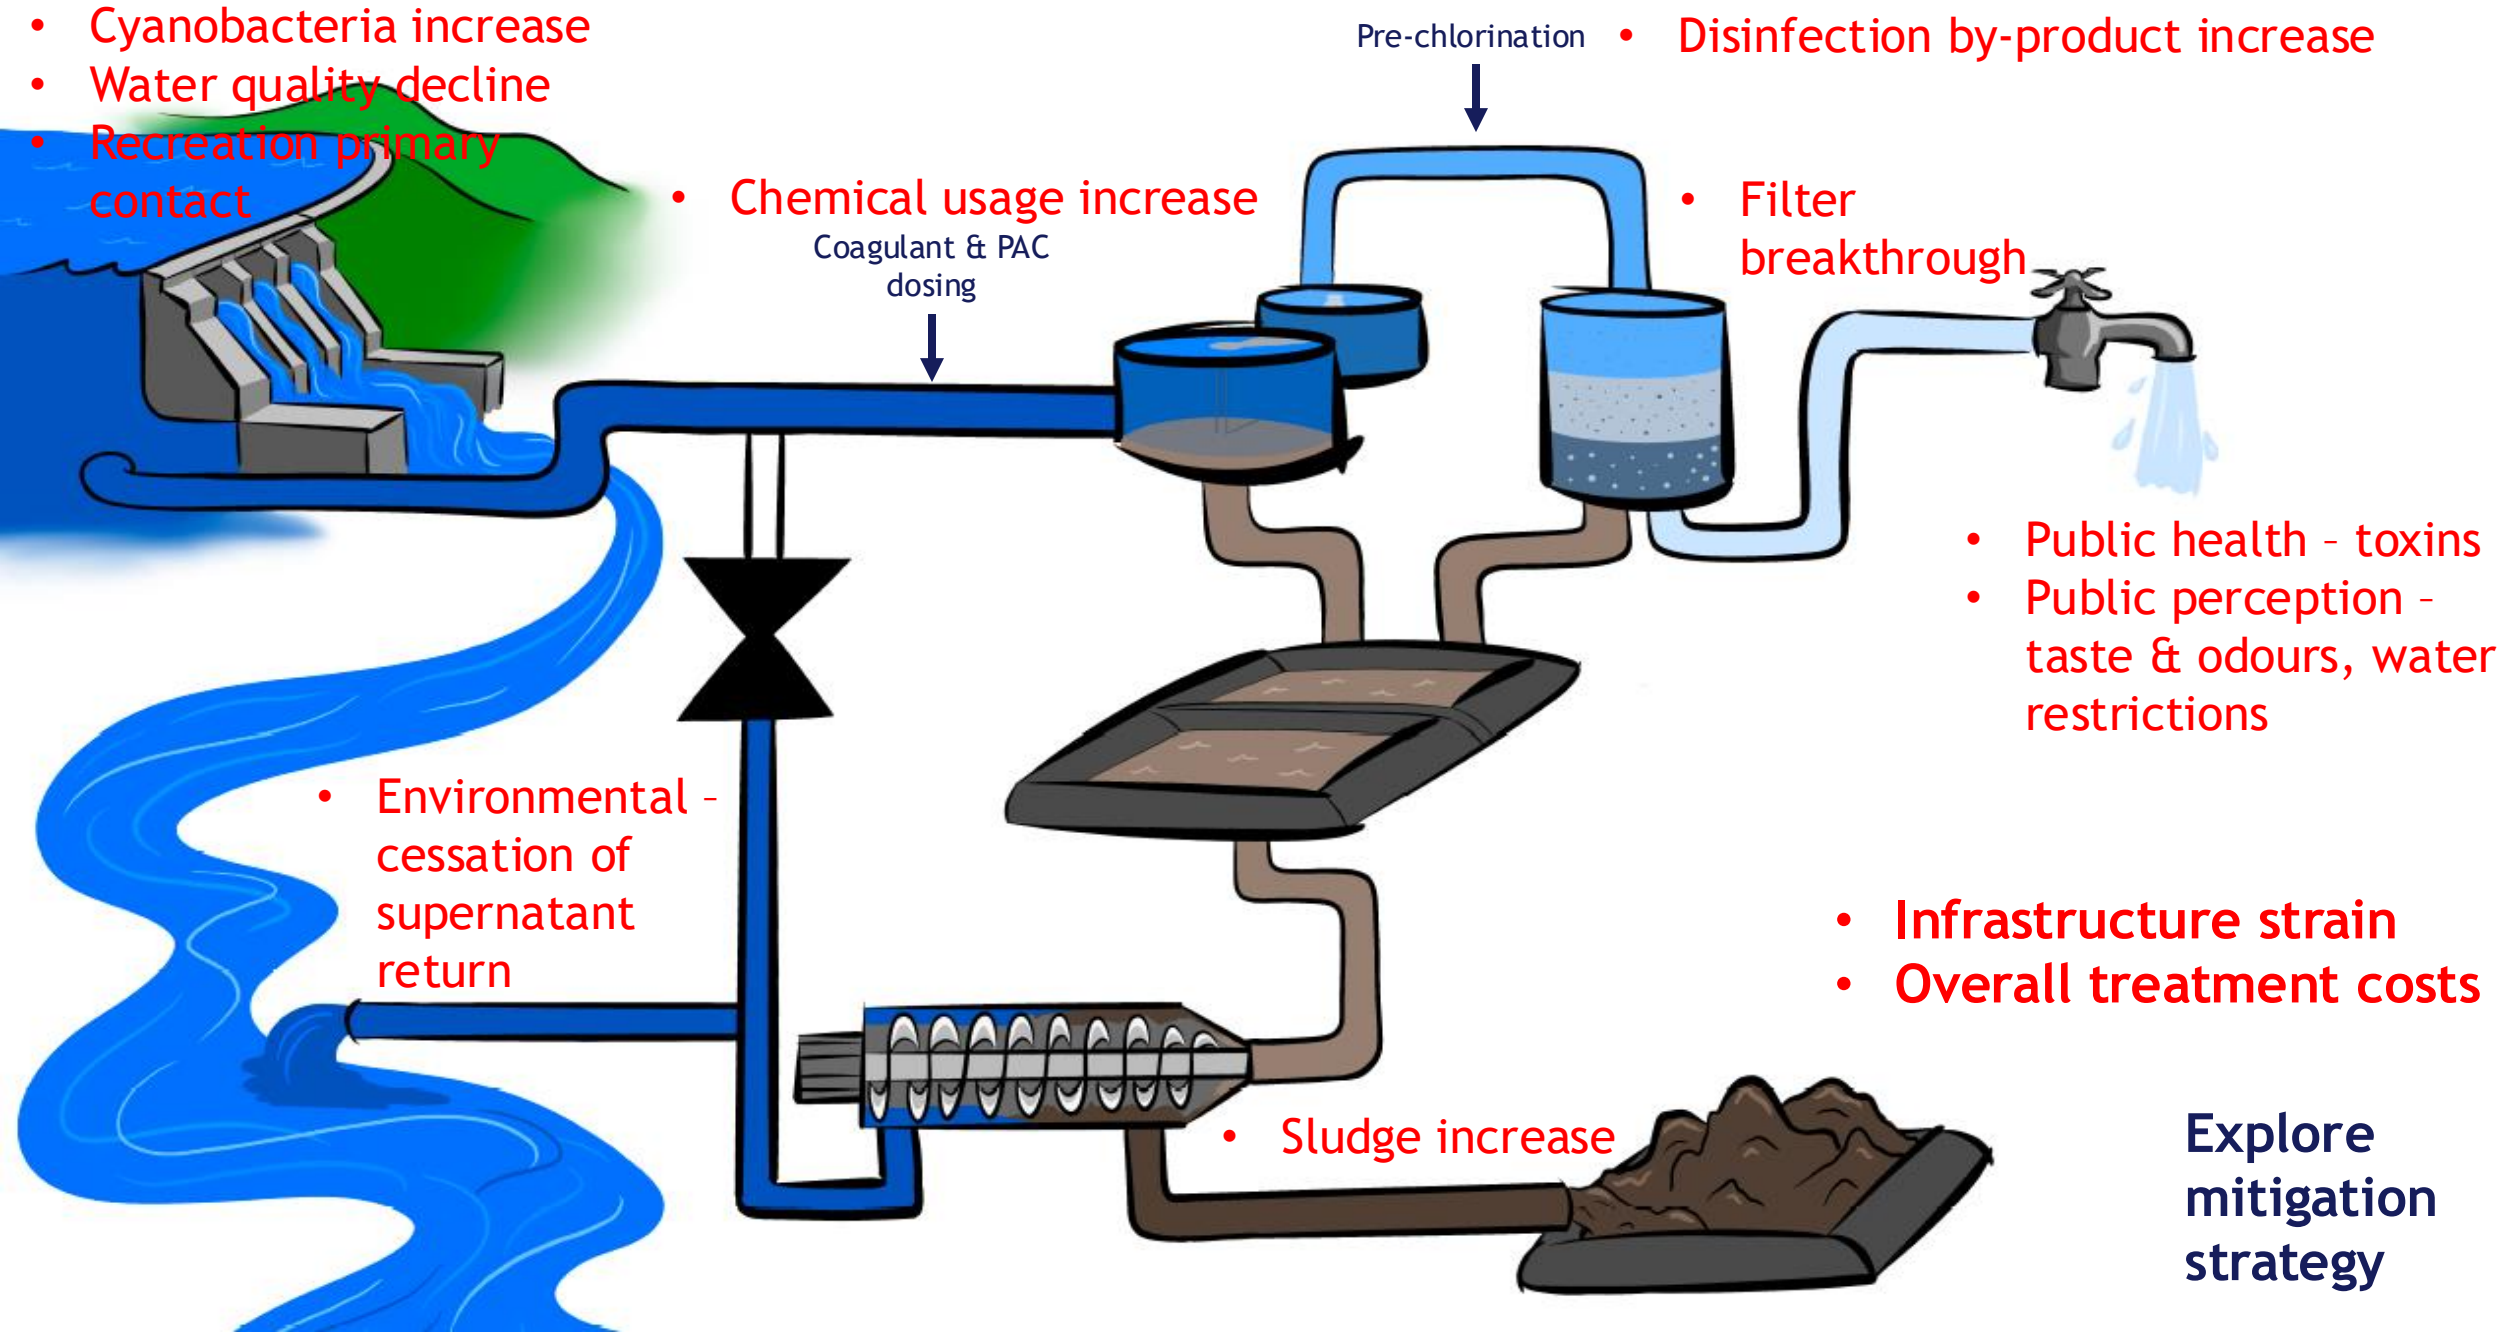 • Cyanobacteria increase
• Water quality decline
• Recreation primary
contact
Pre-chlorination
• Disinfection by-product increase
• Chemical usage increase
Coagulant & PAC
dosing
• Filter
breakthrough
• Public health – toxins
• Public perception –
taste & odours, water
restrictions
• Environmental –
cessation of
supernatant
return
• Infrastructure strain
• Overall treatment costs
• Sludge increase
Explore
mitigation
strategy